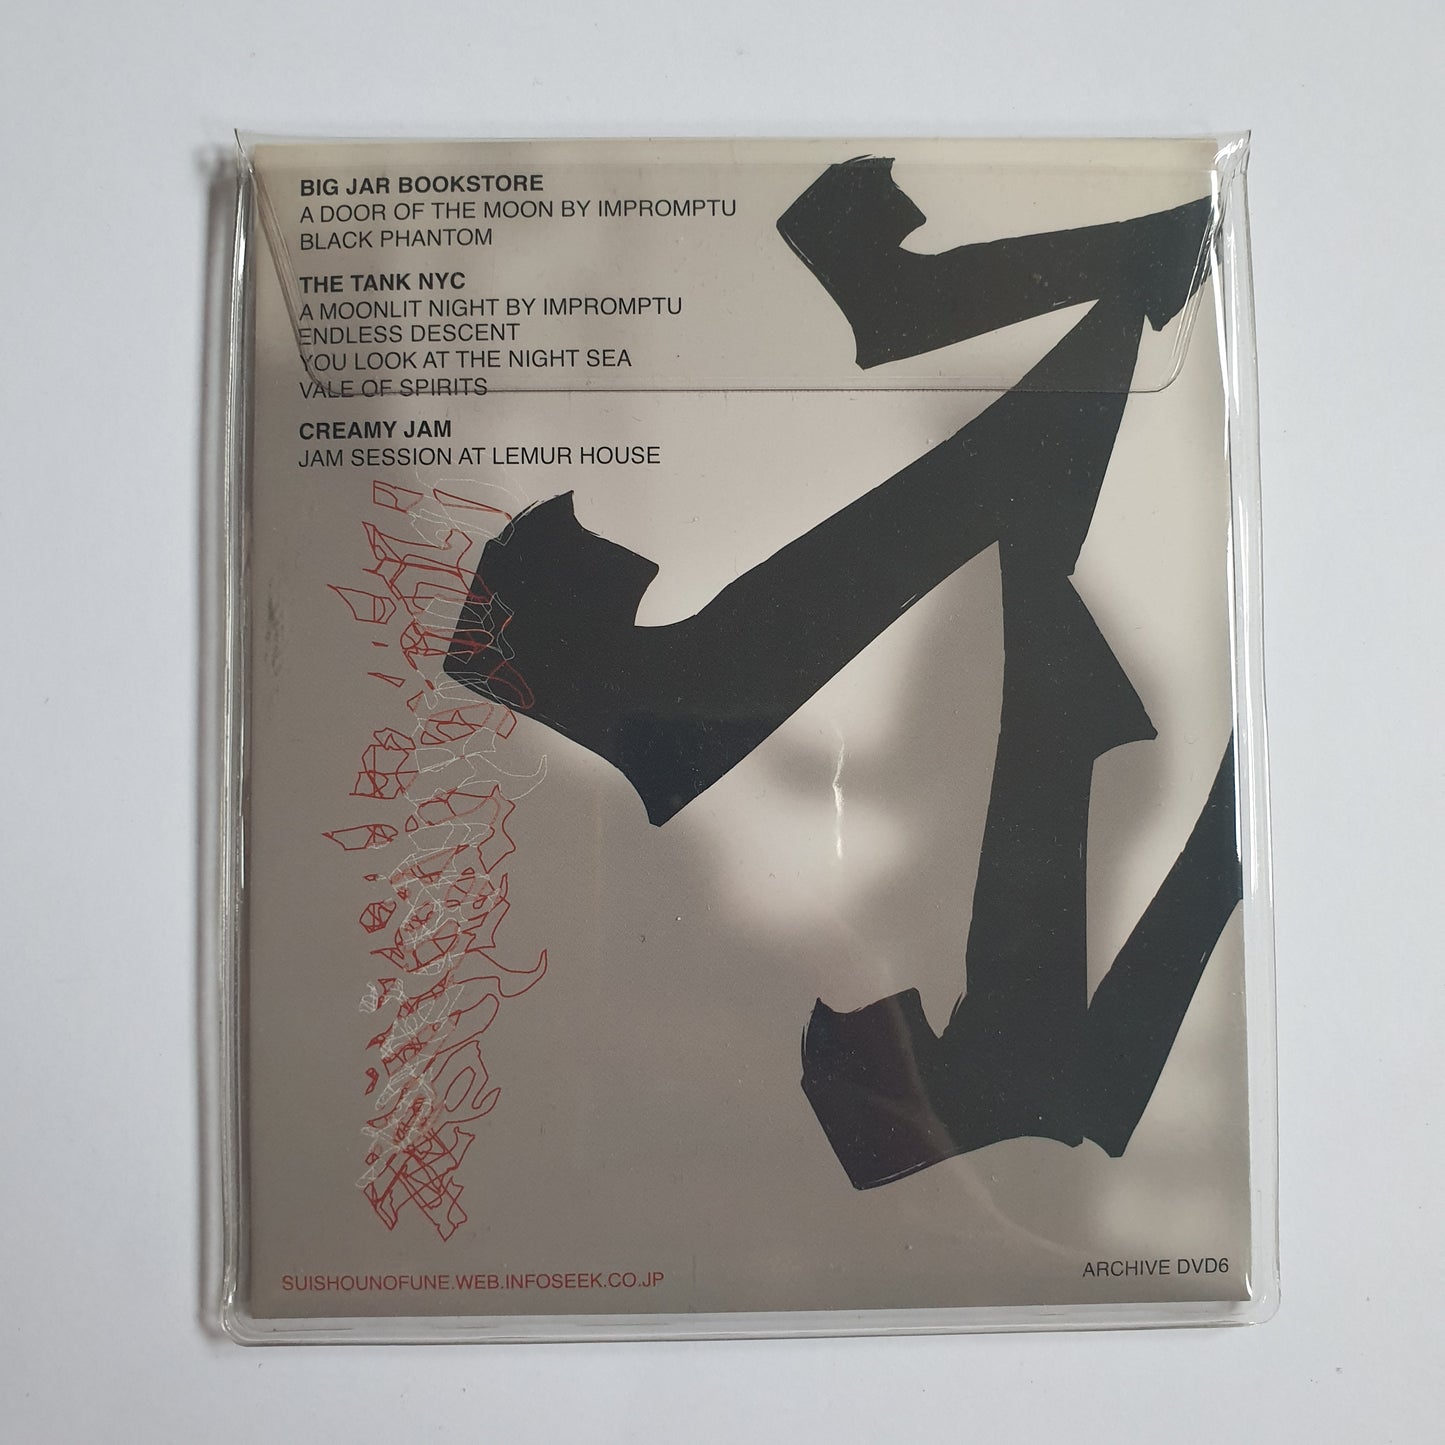 BIG JAR BOOKSTORE
A DOOR OF THE MOON BY IMPROMPTU
BLACK PHANTOM
THE TANK NYC
A MOONLIT NIGHT BY IMPROMPTU
ENDLESS DESCENT
YOU LOOK AT THE NIGHT SEA
VALE OF SPIRITS
CREAMY JAM
JAM SESSION AT LEMUR HOUSE
SUISHOUNOFUNE.WEB.INFOSEEK.CO.JP
ARCHIVE DVD6